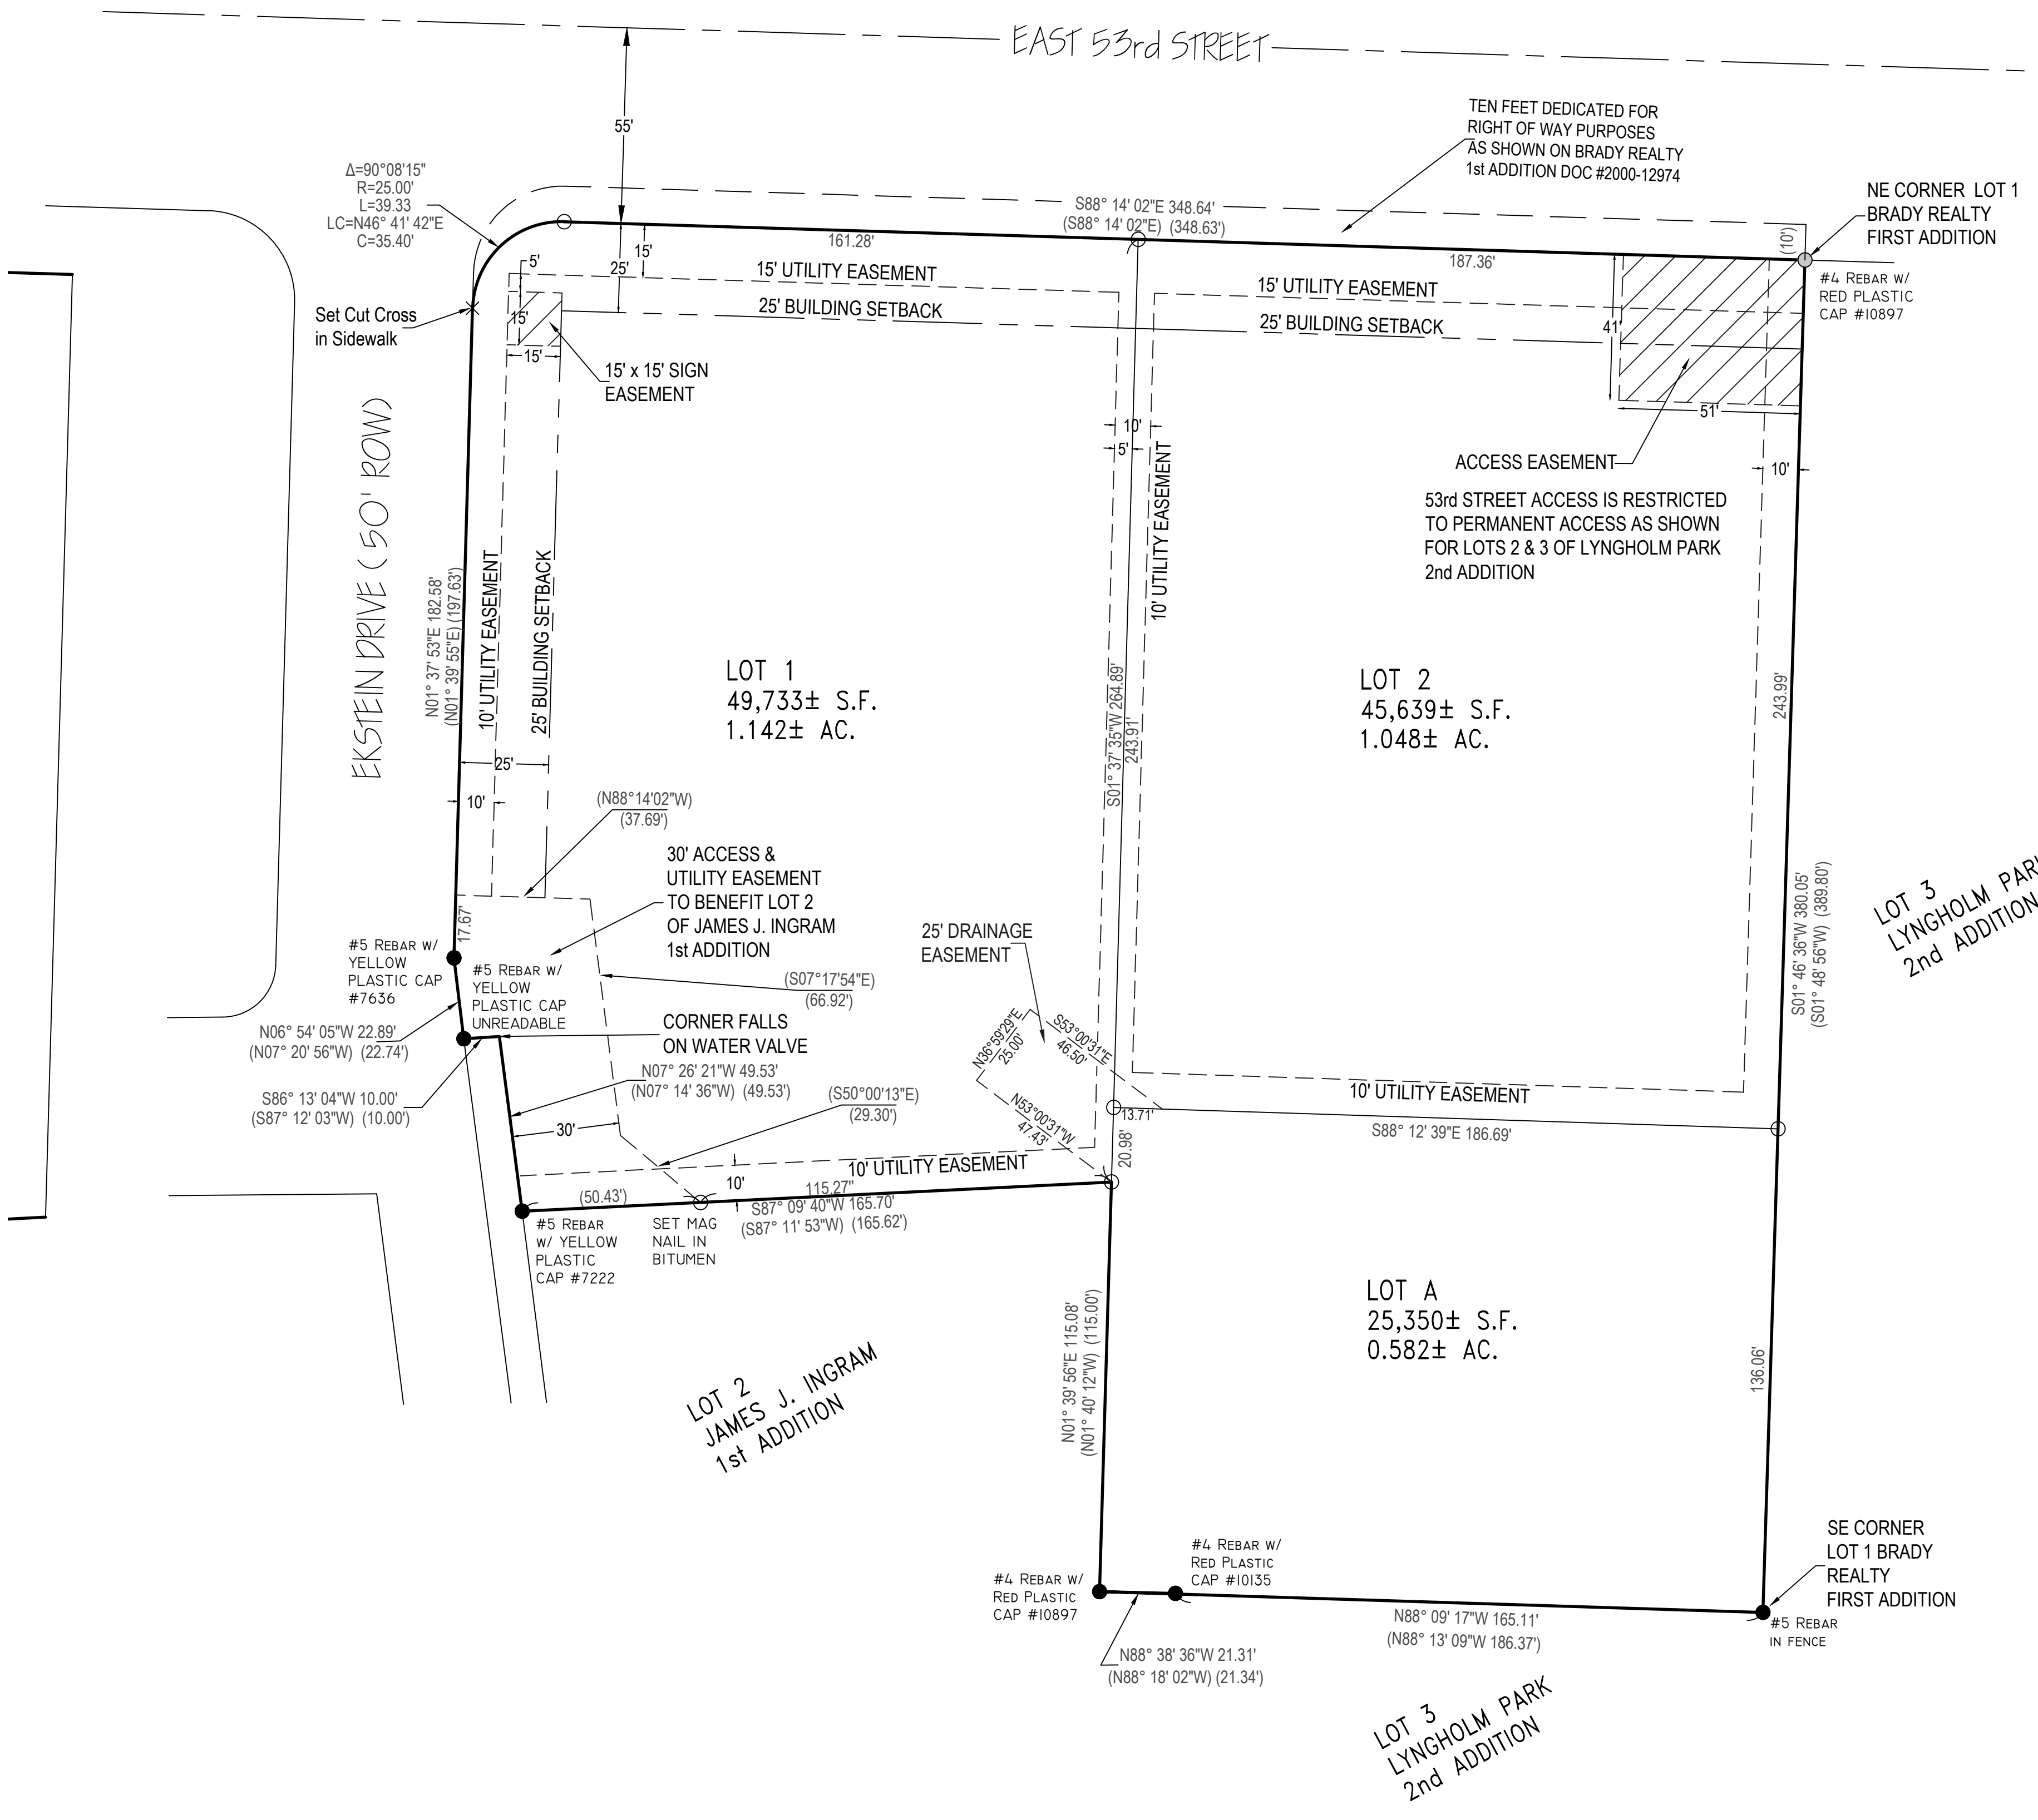 EAST 53rd STREET
55'
TEN FEET DEDICATED FOR
RIGHT OF WAY PURPOSES
AS SHOWN ON BRADY REALTY
1st ADDITION DOC #2000-12974
Δ=90°08'15"
R=25.00'
L=39.33
LC=N46° 41' 42"E
C=35.40'
S88° 14' 02"E 348.64'
(S88° 14' 02"E) (348.63')
NE CORNER LOT 1
BRADY REALTY
FIRST ADDITION
(10')
161.28'
187.36'
#4 REBAR W/
RED PLASTIC
CAP #10897
5'
25'
15'
15' UTILITY EASEMENT
25' BUILDING SETBACK
15' UTILITY EASEMENT
25' BUILDING SETBACK
41'
Set Cut Cross
in Sidewalk
15'
15'
15' x 15' SIGN
EASEMENT
51'
10'
5'
ACCESS EASEMENT
10'
53rd STREET ACCESS IS RESTRICTED
TO PERMANENT ACCESS AS SHOWN
FOR LOTS 2 & 3 OF LYNGHOLM PARK
2nd ADDITION
EKSTEIN DRIVE ( 50' ROW)
N01° 37' 53"E 182.58'
(N01° 39' 55"E) (197.63')
10' UTILITY EASEMENT
25' BUILDING SETBACK
10' UTILITY EASEMENT
LOT 1
49,733± S.F.
1.142± AC.
S01° 37' 35"W 264.89'
243.91'
LOT 2
45,639± S.F.
1.048± AC.
243.99'
25'
10'
(N88°14'02"W)
(37.69')
30' ACCESS &
UTILITY EASEMENT
TO BENEFIT LOT 2
OF JAMES J. INGRAM
1st ADDITION
S01° 46' 36"W 380.05'
(S01° 48' 56"W) (389.80')
LOT 3
LYNGHOLM PARK
2nd ADDITION
17.67'
#5 REBAR W/
YELLOW
PLASTIC CAP
#7636
#5 REBAR W/
YELLOW
PLASTIC CAP
UNREADABLE
25' DRAINAGE
EASEMENT
(S07°17'54"E)
(66.92')
N06° 54' 05"W 22.89'
(N07° 20' 56"W) (22.74')
CORNER FALLS
ON WATER VALVE
N36°59'29"E
25.00'
S53°00'31"E
46.50'
N07° 26' 21"W 49.53'
(N07° 14' 36"W) (49.53')
S86° 13' 04"W 10.00'
(S87° 12' 03"W) (10.00')
(S50°00'13"E)
(29.30')
N53°00'31"W
47.43'
13.71'
10' UTILITY EASEMENT
30'
20.98'
S88° 12' 39"E 186.69'
10' UTILITY EASEMENT
10'
(50.43')
115.27"
S87° 09' 40"W 165.70'
(S87° 11' 53"W) (165.62')
#5 REBAR
W/ YELLOW
PLASTIC
CAP #7222
SET MAG
NAIL IN
BITUMEN
LOT A
25,350± S.F.
0.582± AC.
N01° 39' 56"E 115.08'
(N01° 40' 12"W) (115.00')
136.06'
LOT 2
JAMES J. INGRAM
1st ADDITION
#4 REBAR W/
RED PLASTIC
CAP #10135
#4 REBAR W/
RED PLASTIC
CAP #10897
SE CORNER
LOT 1 BRADY
REALTY
FIRST ADDITION
N88° 09' 17"W 165.11'
(N88° 13' 09"W 186.37')
#5 REBAR
IN FENCE
N88° 38' 36"W 21.31'
(N88° 18' 02"W) (21.34')
LOT 3
LYNGHOLM PARK
2nd ADDITION